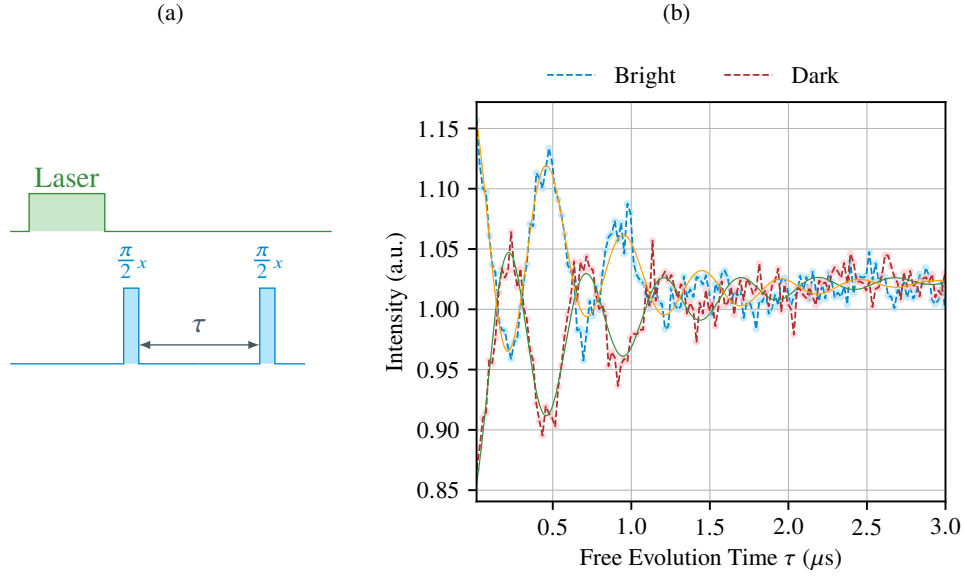 (a)
(b)
Laser
π/2 x
π/2 x
τ
Bright
Dark
Intensity (a.u.)
1.15
1.10
1.05
1.00
0.95
0.90
0.85
0.5
1.0
1.5
2.0
2.5
3.0
Free Evolution Time τ (μs)